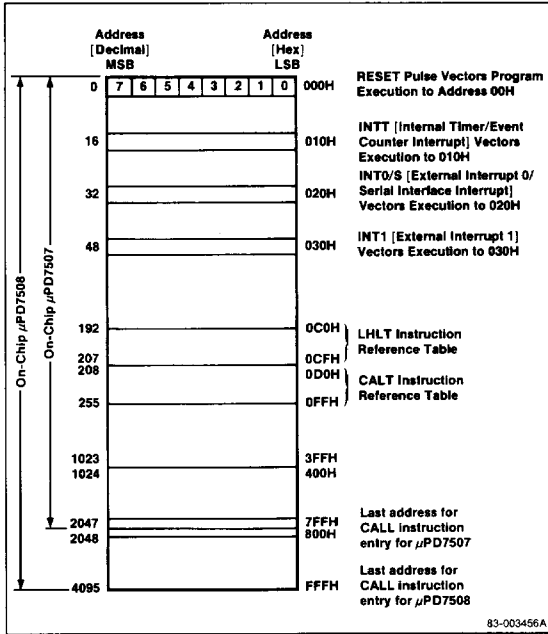 Address
[Decimal]
MSB
Address
[Hex]
LSB
0 7 6 5 4 3 2 1 0 000H
RESET Pulse Vectors Program
Execution to Address 00H
16 010H
INTT [Internal Timer/Event
Counter Interrupt] Vectors
Execution to 010H
32 020H
INT0/S [External Interrupt 0/
Serial Interface Interrupt]
Vectors Execution to 020H
48 030H
INT1 [External Interrupt 1]
Vectors Execution to 030H
On-Chip μPD7508
On-Chip μPD7507
192 0C0H
207 0CFH
LHLT Instruction
Reference Table
208 0D0H
255 0FFH
CALT Instruction
Reference Table
1023 3FFH
1024 400H
2047 7FFH
2048 800H
Last address for
CALL instruction
entry for μPD7507
4095 FFFH
Last address for
CALL instruction
entry for μPD7508
83-003456A